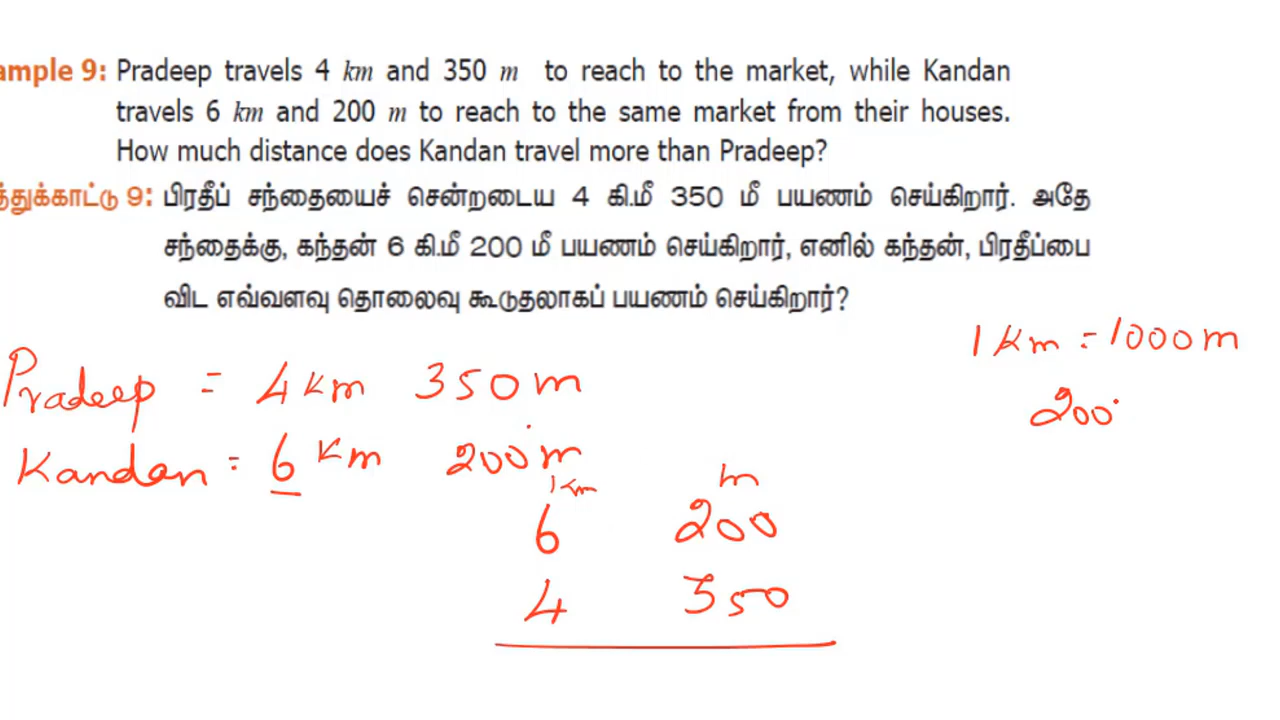 ample 9: Pradeep travels 4 km and 350 m to reach to the market, while Kandan
travels 6 km and 200 m to reach to the same market from their houses.
How much distance does Kandan travel more than Pradeep?
த்துக்காட்டு 9: பிரதீப் சந்தையைச் சென்றடைய 4 கி.மீ 350 மீ பயணம் செய்கிறார். அதே
சந்தைக்கு, கந்தன் 6 கி.மீ 200 மீ பயணம் செய்கிறார், எனில் கந்தன், பிரதீப்பை
விட எவ்வளவு தொலைவு கூடுதலாகப் பயணம் செய்கிறார்?
1 Km = 1000 m
200
Pradeep = 4 Km 350 m
Kandan = 6 Km 200 m
Km m
6 200
4 350